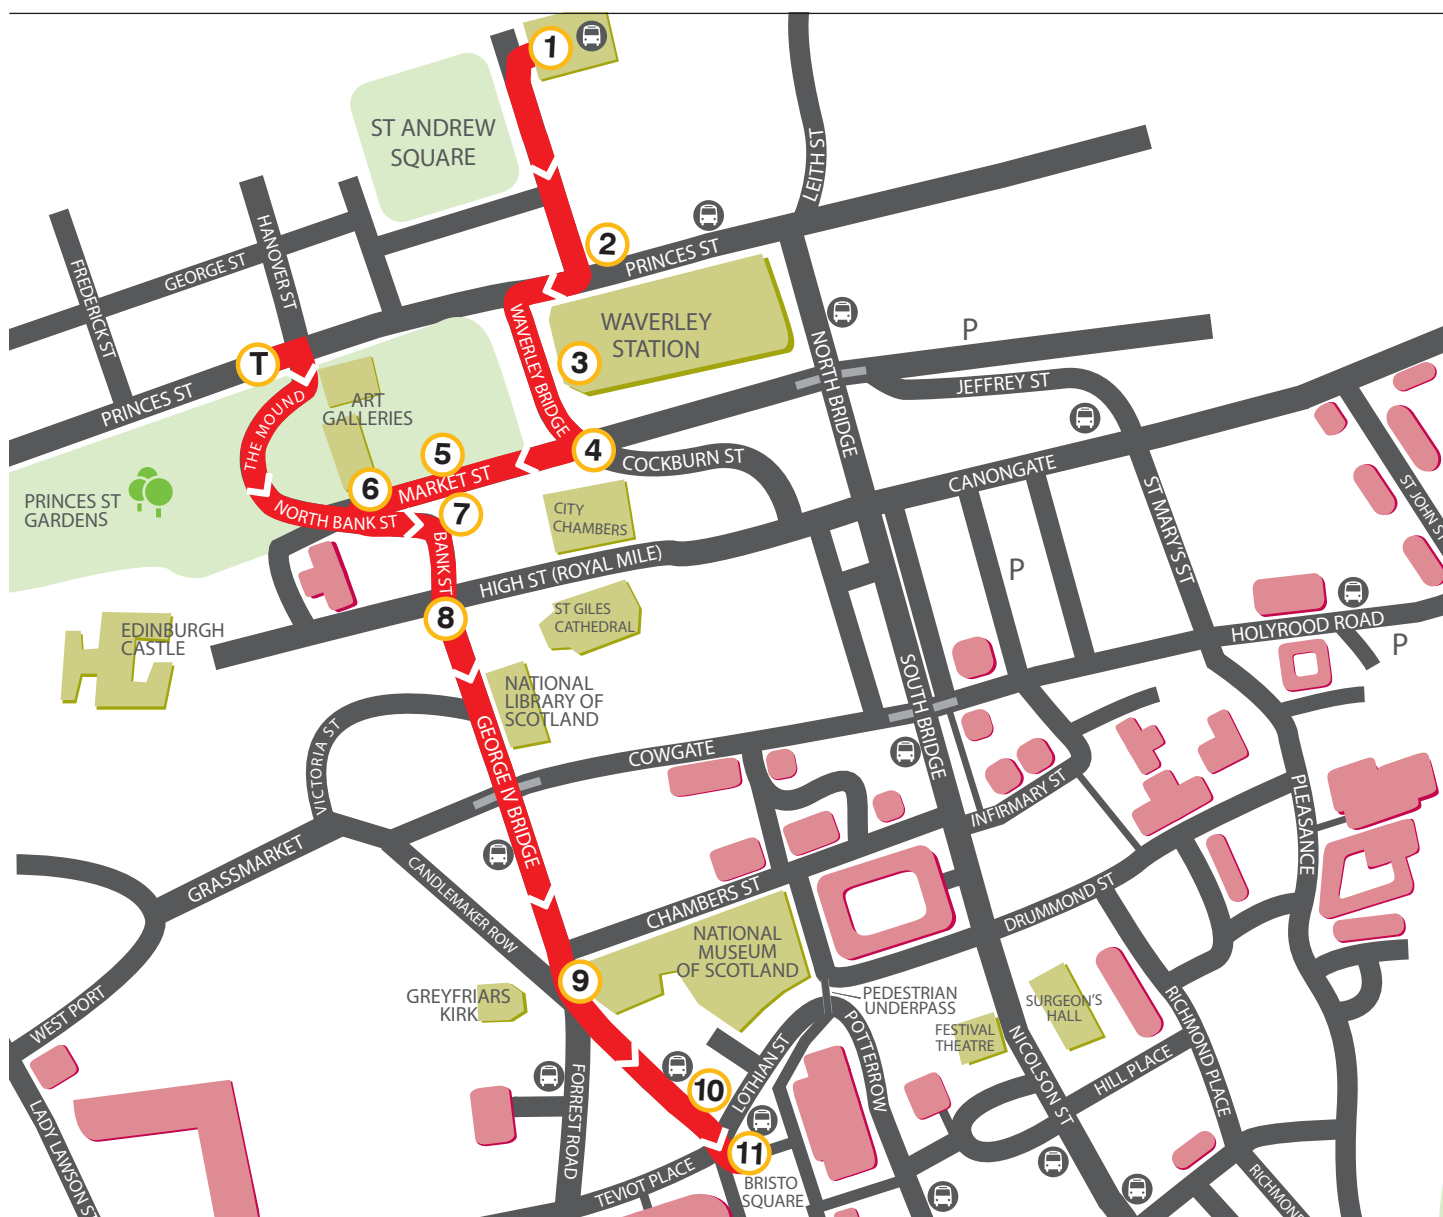 1
ST ANDREW
SQUARE
LEITH ST
HANOVER ST
2
PRINCES ST
GEORGE ST
FREDERICK ST
WAVERLEY BRIDGE
WAVERLEY
STATION
3
NORTH BRIDGE
P
T
PRINCES ST
THE MOUND
ART
GALLERIES
JEFFREY ST
4
COCKBURN ST
5
MARKET ST
6
7
CANONGATE
ST MARY'S ST
ST JOHN ST
PRINCES ST
GARDENS
NORTH BANK ST
BANK ST
CITY
CHAMBERS
HIGH ST (ROYAL MILE)
P
8
ST GILES
CATHEDRAL
EDINBURGH
CASTLE
HOLYROOD ROAD
P
NATIONAL
LIBRARY OF
SCOTLAND
SOUTH BRIDGE
VICTORIA ST
GEORGE IV BRIDGE
COWGATE
INFIRMARY ST
PLEASANCE
GRASSMARKET
CANDLEMAKER ROW
CHAMBERS ST
DRUMMOND ST
NATIONAL
MUSEUM
OF SCOTLAND
9
GREYFRIARS
KIRK
WEST PORT
PEDESTRIAN
UNDERPASS
SURGEON'S
HALL
FESTIVAL
THEATRE
POTTERROW
NICOLSON ST
RICHMOND PLACE
HILL PLACE
LOTHIAN ST
10
FORREST ROAD
LADY LAWSON ST
11
TEVIOT PLACE
BRISTO
SQUARE
RICHMOND